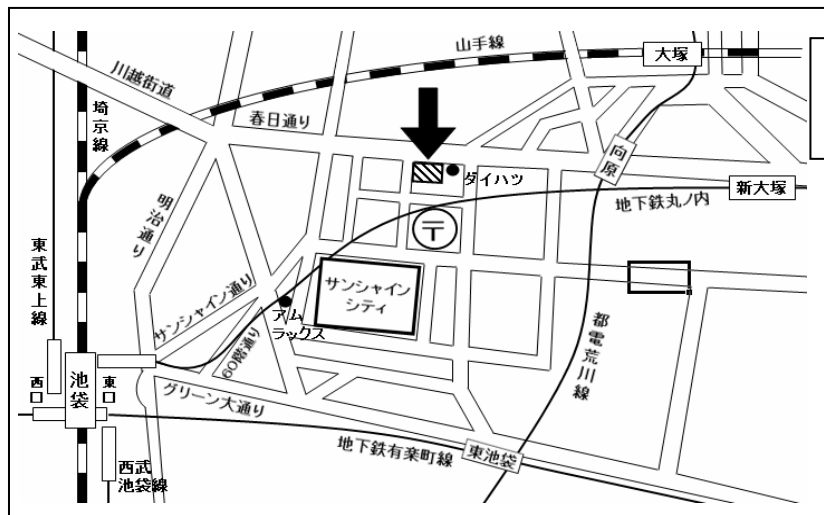 山手線
大塚
川越街道
埼京線
春日通り
向原
ダイハツ
新大塚
地下鉄丸ノ内
明治通り
〒
東武東上線
サンシャイン通り
サンシャイン
シティ
アム
ラックス
60階通り
都電荒川線
池袋
西口
東口
グリーン大通り
地下鉄有楽町線
東池袋
西武
池袋線